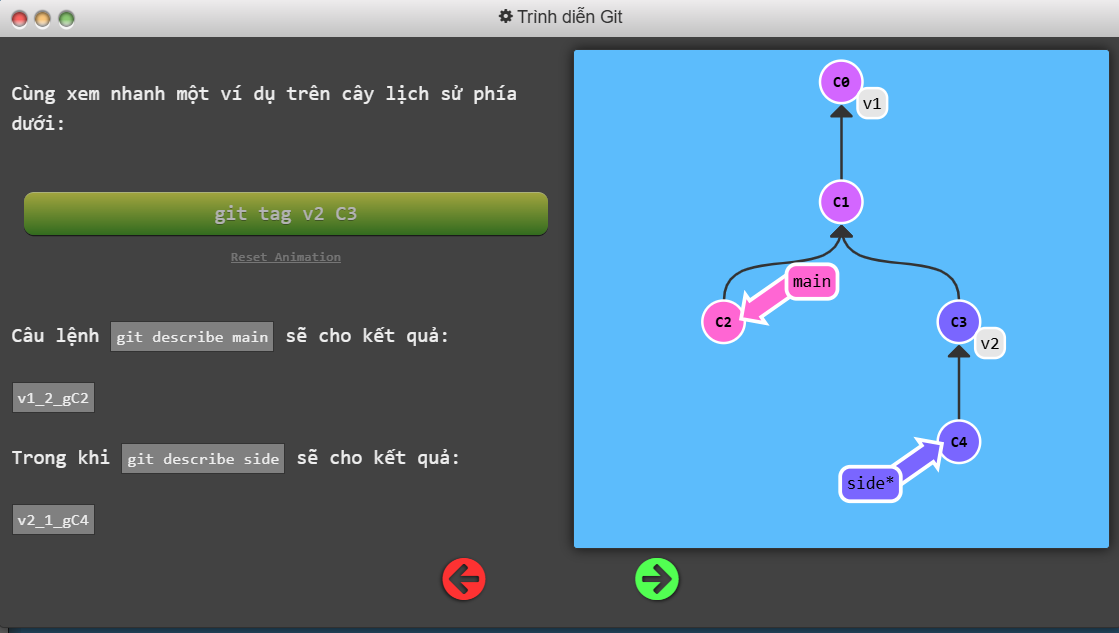 Trình diễn Git
Cùng xem nhanh một ví dụ trên cây lịch sử phía
dưới:
git tag v2 C3
Reset Animation
Câu lệnh git describe main sẽ cho kết quả:
v1_2_gC2
Trong khi git describe side sẽ cho kết quả:
v2_1_gC4
C0
v1
C1
main
C2
C3
v2
C4
side*